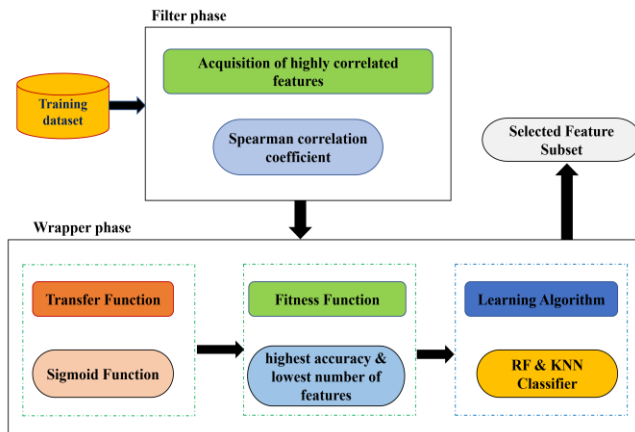 Filter phase
Acquisition of highly correlated
features
Training
dataset
Spearman correlation
coefficient
Selected Feature
Subset
Wrapper phase
Transfer Function
Fitness Function
Learning Algorithm
Sigmoid Function
highest accuracy &
lowest number of
features
RF & KNN
Classifier